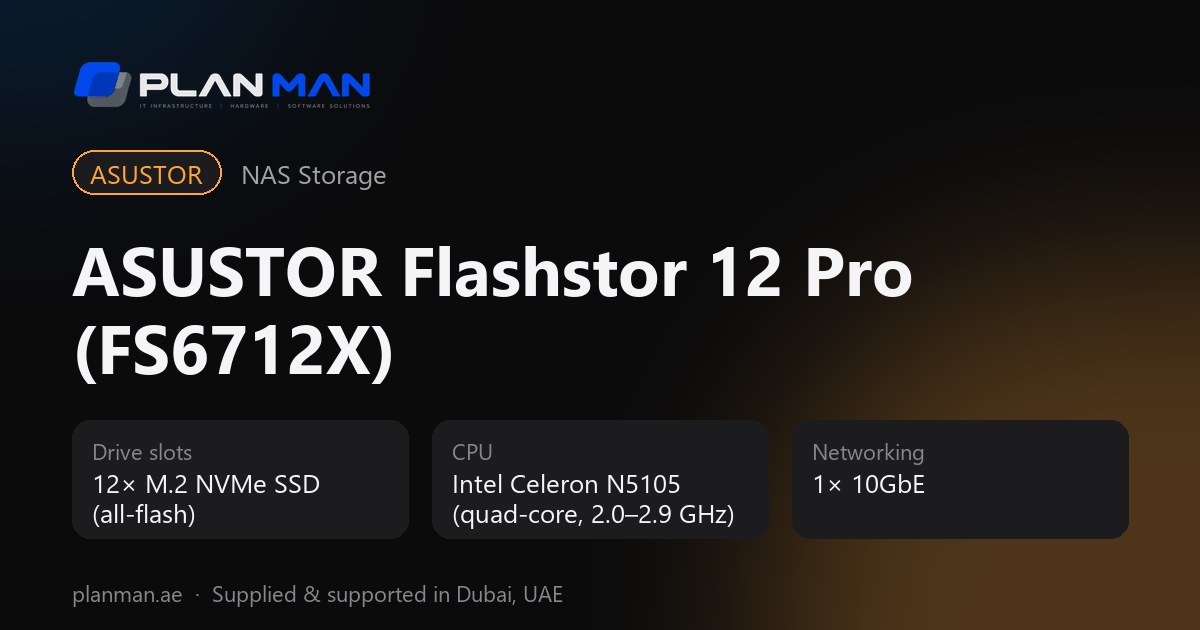 PLAN MAN
IT INFRASTRUCTURE | HARDWARE | SOFTWARE SOLUTIONS
ASUSTOR NAS Storage
ASUSTOR Flashstor 12 Pro
(FS6712X)
Drive slots
12× M.2 NVMe SSD
(all-flash)
CPU
Intel Celeron N5105
(quad-core, 2.0–2.9 GHz)
Networking
1× 10GbE
planman.ae · Supplied & supported in Dubai, UAE